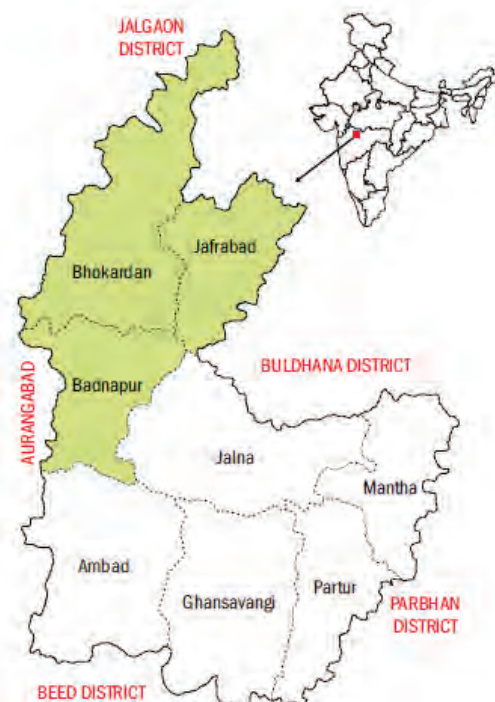 JALGAON
DISTRICT
Jafrabad
Bhokardan
BULDHANA DISTRICT
Badnapur
AURANGABAD
Jalna
Mantha
Ambad
Partur
Ghansavangi
PARBHAN
DISTRICT
BEED DISTRICT